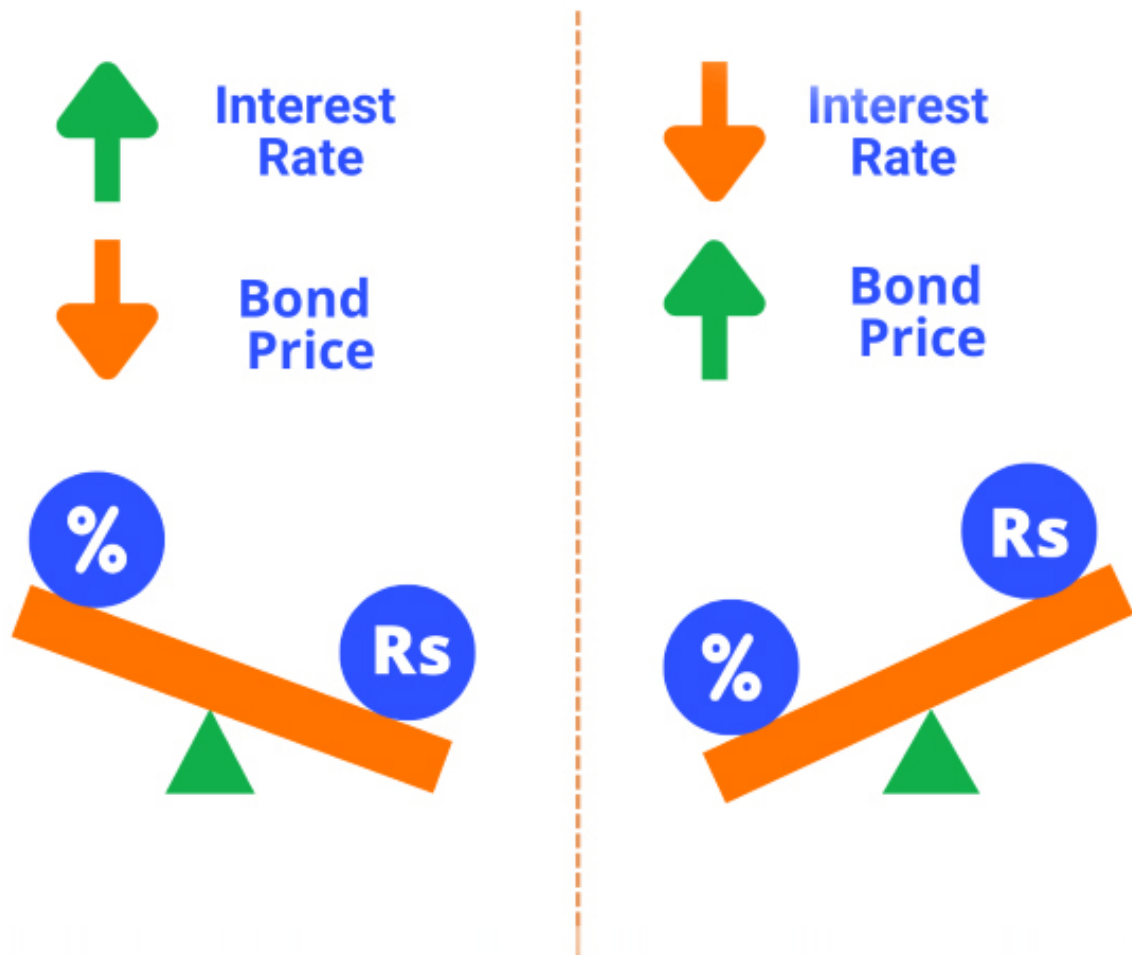 Interest
Rate
Bond
Price
%
Rs
Interest
Rate
Bond
Price
%
Rs